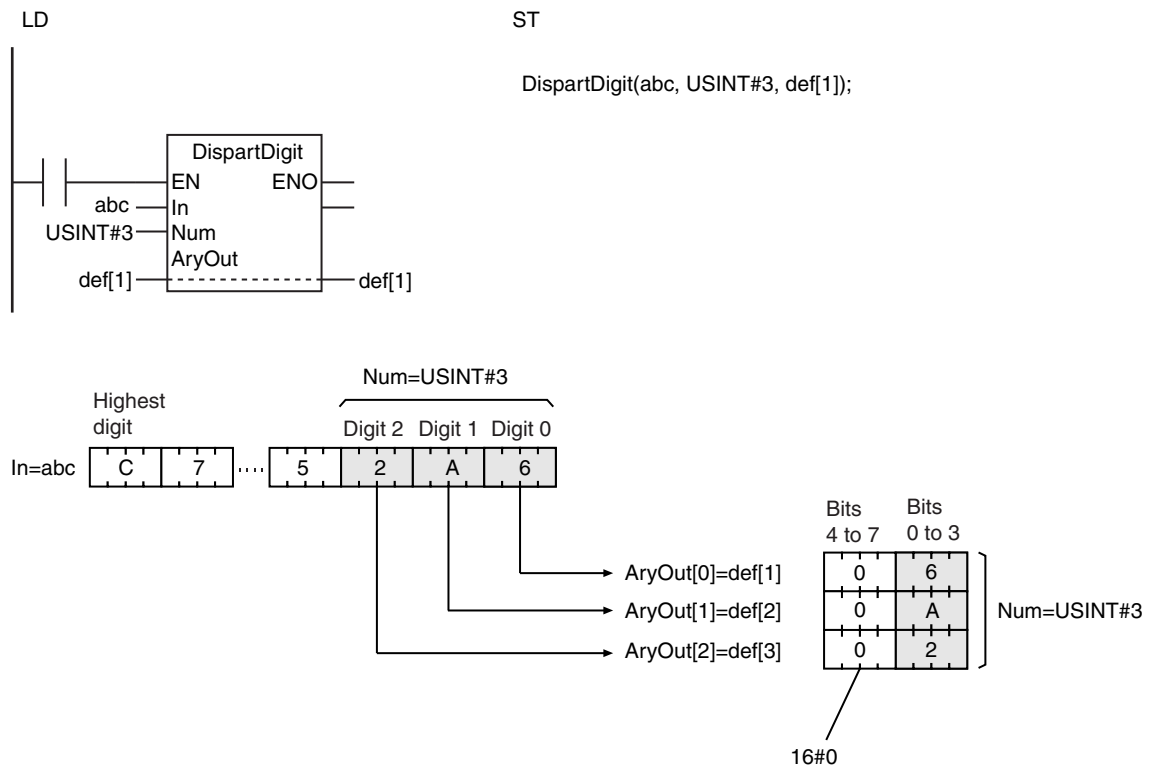 LD
ST
DispartDigit(abc, USINT#3, def[1]);
DispartDigit
EN ENO
abc In
USINT#3 Num
AryOut
def[1] def[1]
Num=USINT#3
Highest
digit
Digit 2 Digit 1 Digit 0
In=abc C 7 5 2 A 6
Bits
4 to 7
Bits
0 to 3
AryOut[0]=def[1] 0 6
AryOut[1]=def[2] 0 A Num=USINT#3
AryOut[2]=def[3] 0 2
16#0